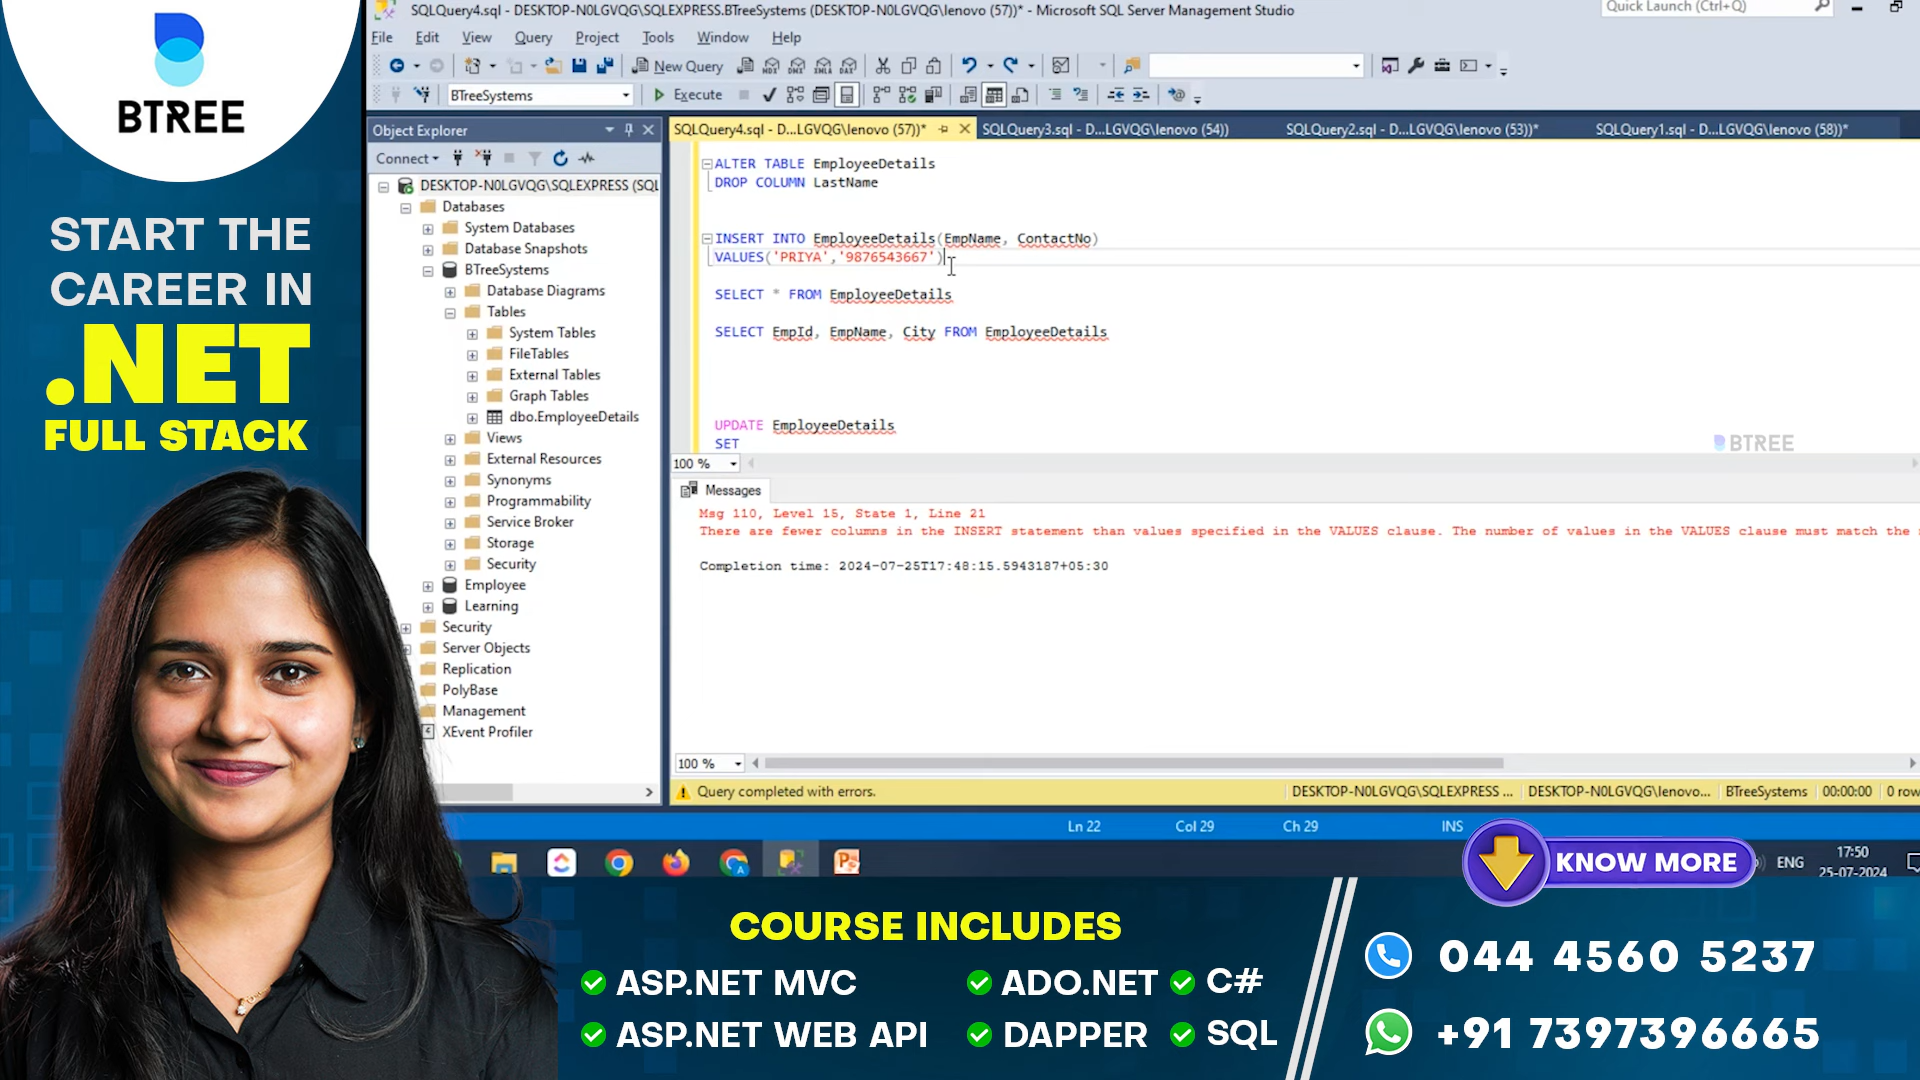 BTREE
START THE
CAREER IN
.NET
FULL STACK
SQLQuery4.sql - DESKTOP-N0LGVQG\SQLEXPRESS.BTreeSystems (DESKTOP-N0LGVQG\lenovo (57))* - Microsoft SQL Server Management Studio
Quick Launch (Ctrl+Q)
File Edit View Query Project Tools Window Help
New Query
BTreeSystems
Execute
Object Explorer
Connect
DESKTOP-N0LGVQG\SQLEXPRESS (SQL
Databases
System Databases
Database Snapshots
BTreeSystems
Database Diagrams
Tables
System Tables
FileTables
External Tables
Graph Tables
dbo.EmployeeDetails
Views
External Resources
Synonyms
Programmability
Service Broker
Storage
Security
Employee
Learning
Security
Server Objects
Replication
PolyBase
Management
XEvent Profiler
SQLQuery4.sql - D...LGVQG\lenovo (57))* SQLQuery3.sql - D...LGVQG\lenovo (54)) SQLQuery2.sql - D...LGVQG\lenovo (53))* SQLQuery1.sql - D...LGVQG\lenovo (58))*
ALTER TABLE EmployeeDetails
DROP COLUMN LastName
INSERT INTO EmployeeDetails(EmpName, ContactNo)
VALUES('PRIYA','9876543667')
SELECT * FROM EmployeeDetails
SELECT EmpId, EmpName, City FROM EmployeeDetails
UPDATE EmployeeDetails
SET
BTREE
100 %
Messages
Msg 110, Level 15, State 1, Line 21
There are fewer columns in the INSERT statement than values specified in the VALUES clause. The number of values in the VALUES clause must match the
Completion time: 2024-07-25T17:48:15.5943187+05:30
100 %
Query completed with errors. DESKTOP-N0LGVQG\SQLEXPRESS ... DESKTOP-N0LGVQG\lenovo... BTreeSystems 00:00:00 0 row
Ln 22 Col 29 Ch 29 INS
KNOW MORE
ENG
17:50
25-07-2024
COURSE INCLUDES
ASP.NET MVC ADO.NET C#
ASP.NET WEB API DAPPER SQL
044 4560 5237
+91 7397396665